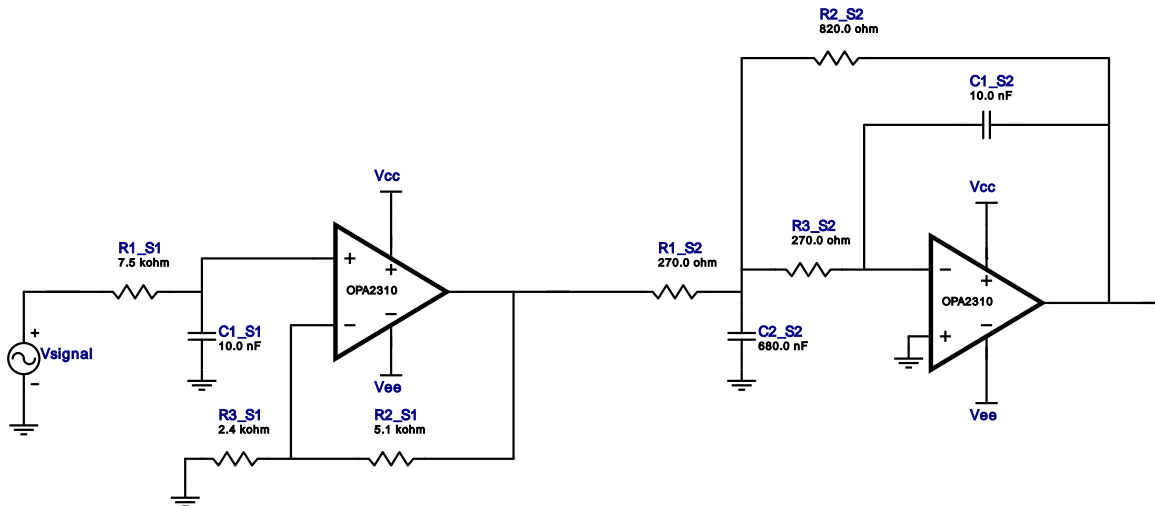 R2_S2
820.0 ohm
C1_S2
10.0 nF
Vcc
Vcc
R1_S1
7.5 kohm
R1_S2
270.0 ohm
R3_S2
270.0 ohm
+
+
−
+
OPA2310
OPA2310
+
−
−
C1_S1
10.0 nF
C2_S2
680.0 nF
+
−
Vsignal
−
Vee
Vee
R3_S1
2.4 kohm
R2_S1
5.1 kohm